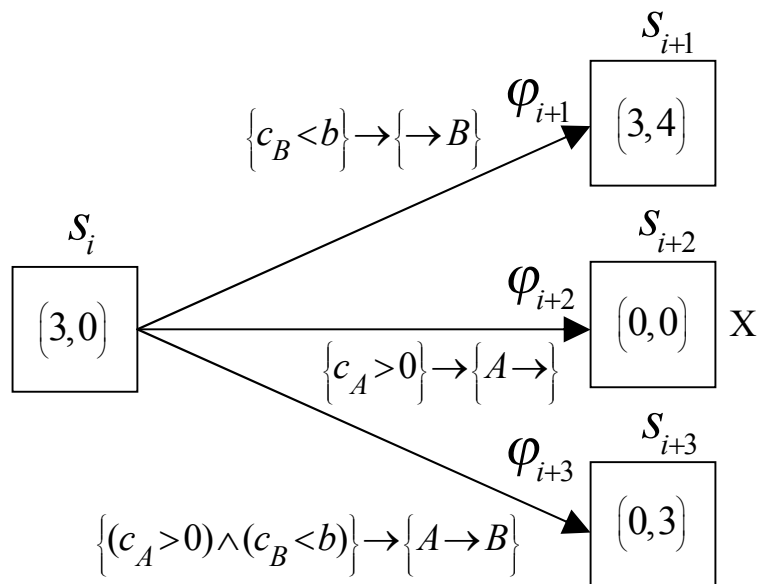 s_{i+1}
φ_{i+1}
(3,4)
{c_B<b}→{→B}
s_i
s_{i+2}
φ_{i+2}
(3,0)
(0,0) X
{c_A>0}→{A→}
s_{i+3}
φ_{i+3}
(0,3)
{(c_A>0)∧(c_B<b)}→{A→B}